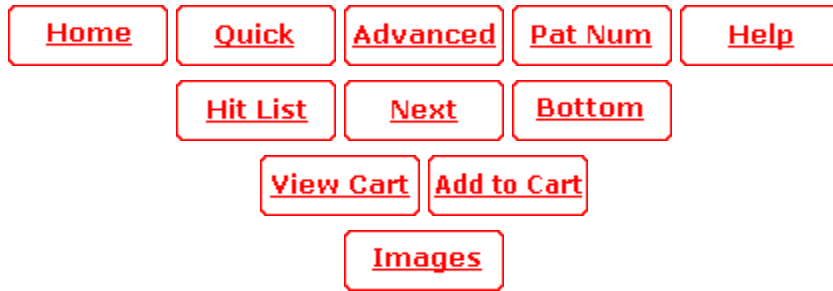 Home Quick Advanced Pat Num Help
Hit List Next Bottom
View Cart Add to Cart
Images